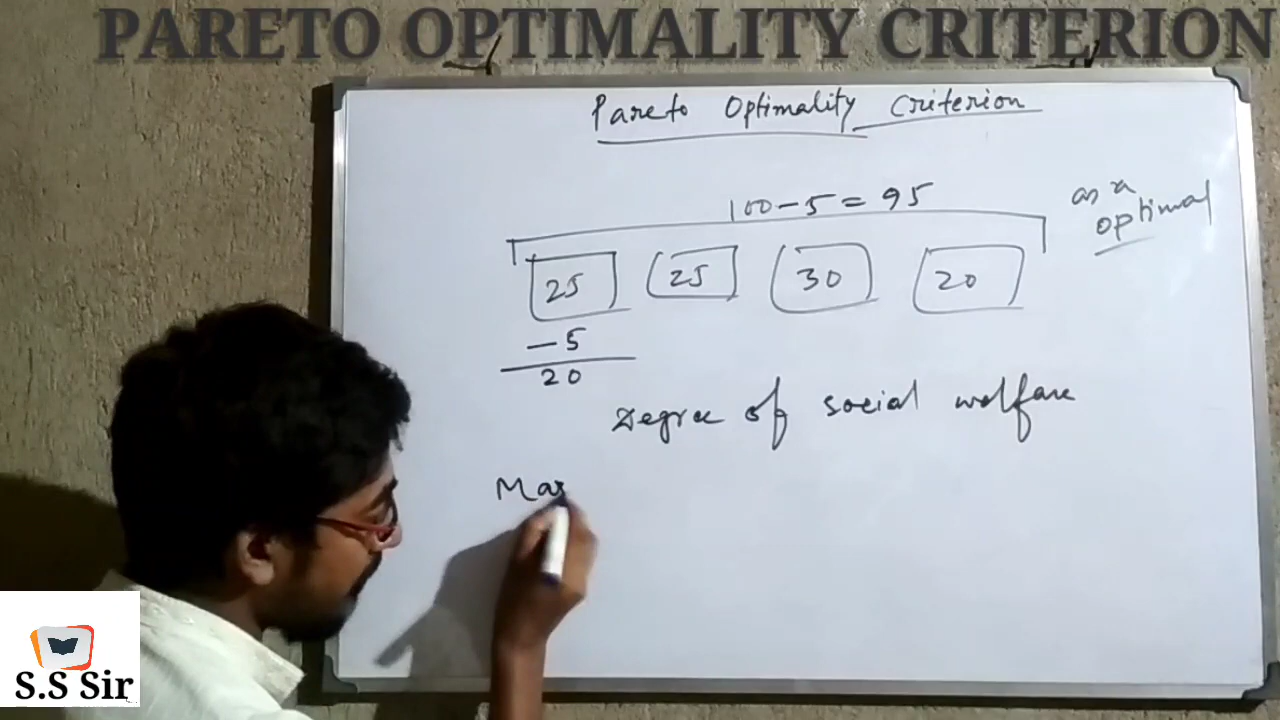 PARETO OPTIMALITY CRITERION
Pareto Optimality Criterion
100 - 5 = 95
as a
optimal
25 25 30 20
- 5
20
Degree of social welfare
Mar
S.S Sir